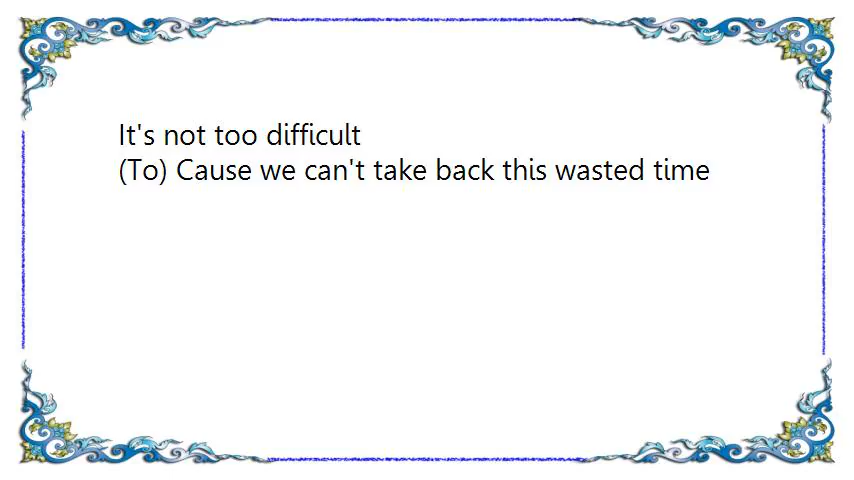 It's not too difficult
(To) Cause we can't take back this wasted time